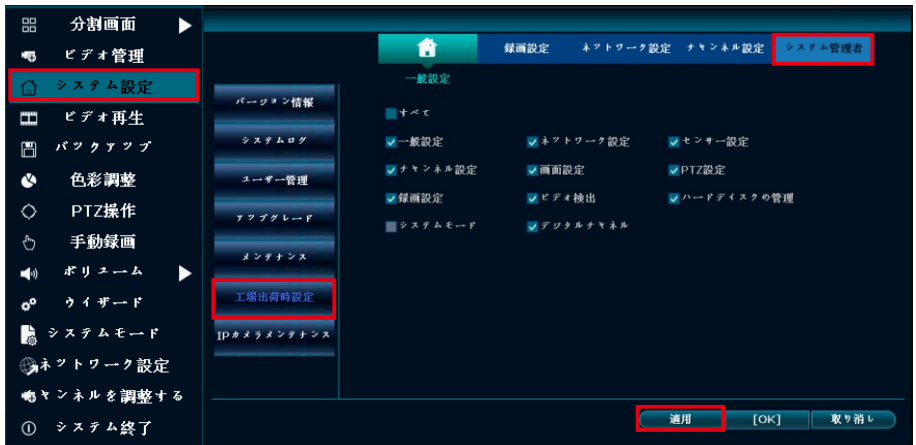 分割画面
ビデオ管理
システム設定
ビデオ再生
バックアップ
色彩調整
PTZ操作
手動録画
ボリューム
ウイザード
システムモード
ネットワーク設定
ャンネルを調整する
システム終了
録画設定 ネットワーク設定 チャンネル設定 システム管理者
一般設定
バージョン情報
システムログ
ユーザー管理
アップグレード
メンテナンス
工場出荷時設定
IPカメラメンテナンス
すべて
一般設定 ネットワーク設定 センサー設定
チャンネル設定 画面設定 PTZ設定
録画設定 ビデオ検出 ハードディスクの管理
システムモード デジタルチャネル
適用 [OK] 取り消し